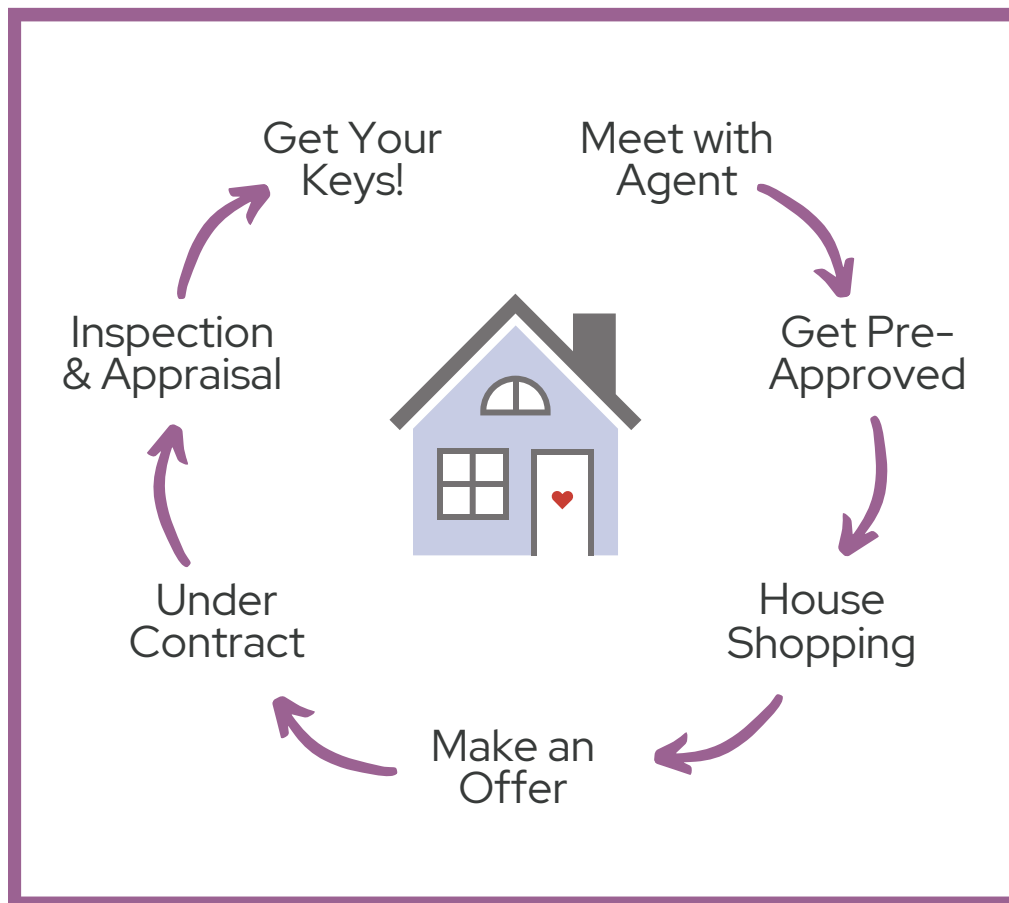 Meet with
Agent
Get Pre-
Approved
House
Shopping
Make an
Offer
Under
Contract
Inspection
& Appraisal
Get Your
Keys!